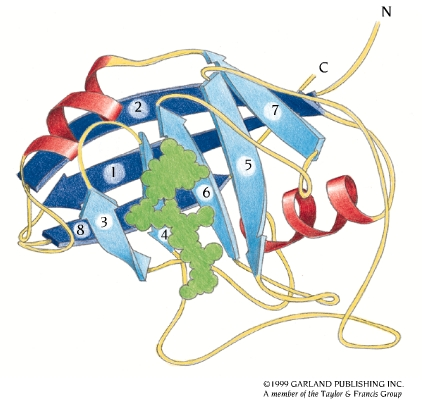 N
C
2
7
1
5
6
3
4
8
©1999 GARLAND PUBLISHING INC.
A member of the Taylor & Francis Group